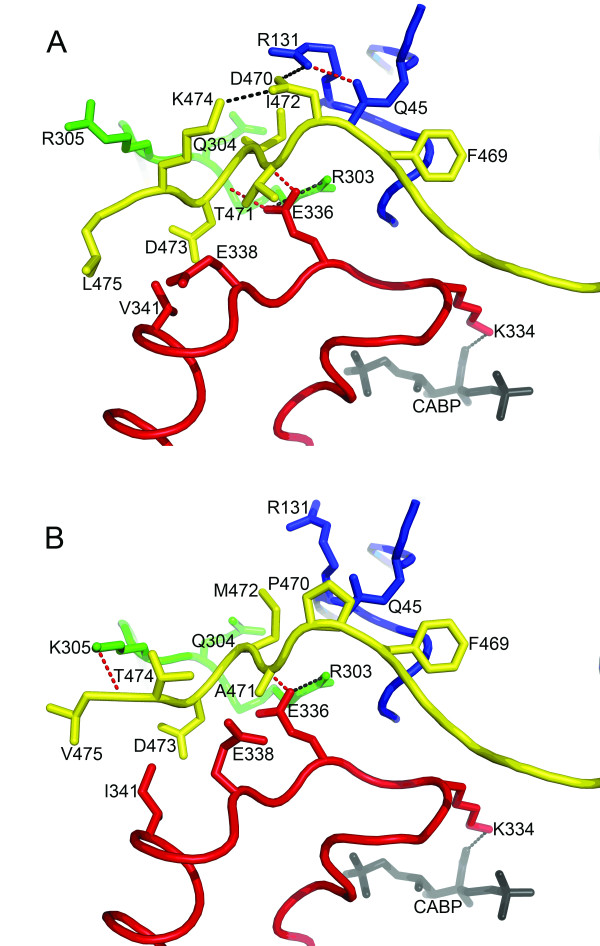 A
R131
D470
K474
I472
Q45
R305
Q304
F469
R303
T471
E336
D473
E338
L475
V341
K334
CABP
B
R131
M472
P470
Q45
K305
Q304
F469
T474
R303
A471
E336
V475
D473
E338
I341
K334
CABP